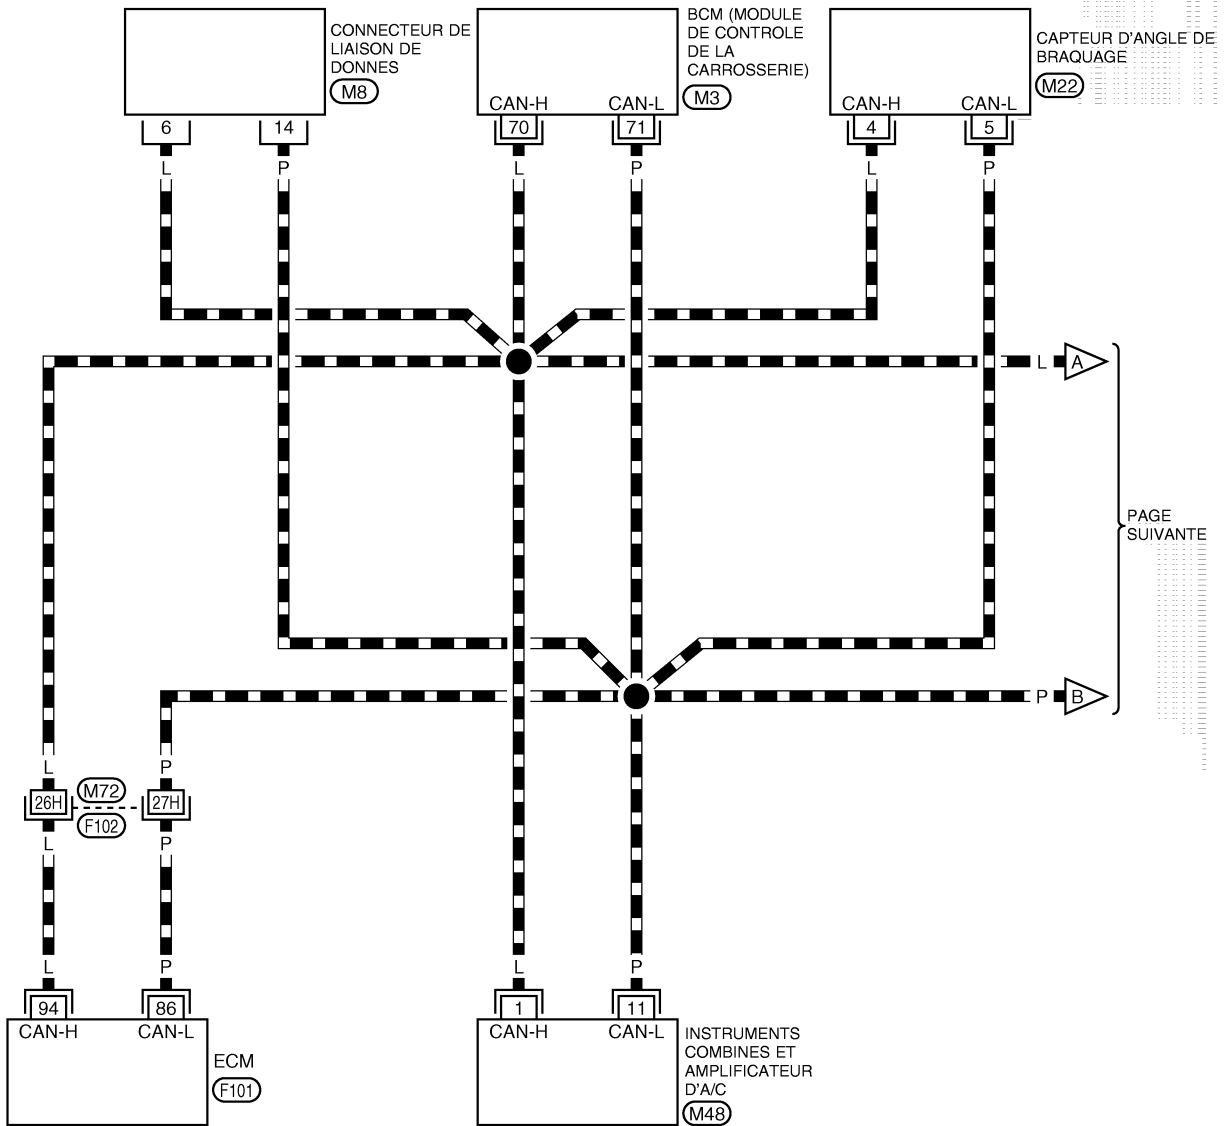 CONNECTEUR DE
LIAISON DE
DONNES
M8
BCM (MODULE
DE CONTROLE
DE LA
CARROSSERIE)
M3
CAPTEUR D'ANGLE DE
BRAQUAGE
M22
CAN-H CAN-L
CAN-H CAN-L
6 14
70 71
4 5
L P L P L P
L A
PAGE
SUIVANTE
P B
L P
26H M72 27H
F102
L P
L P L P
94 86
1 11
CAN-H CAN-L
CAN-H CAN-L
ECM
F101
INSTRUMENTS
COMBINES ET
AMPLIFICATEUR
D'A/C
M48